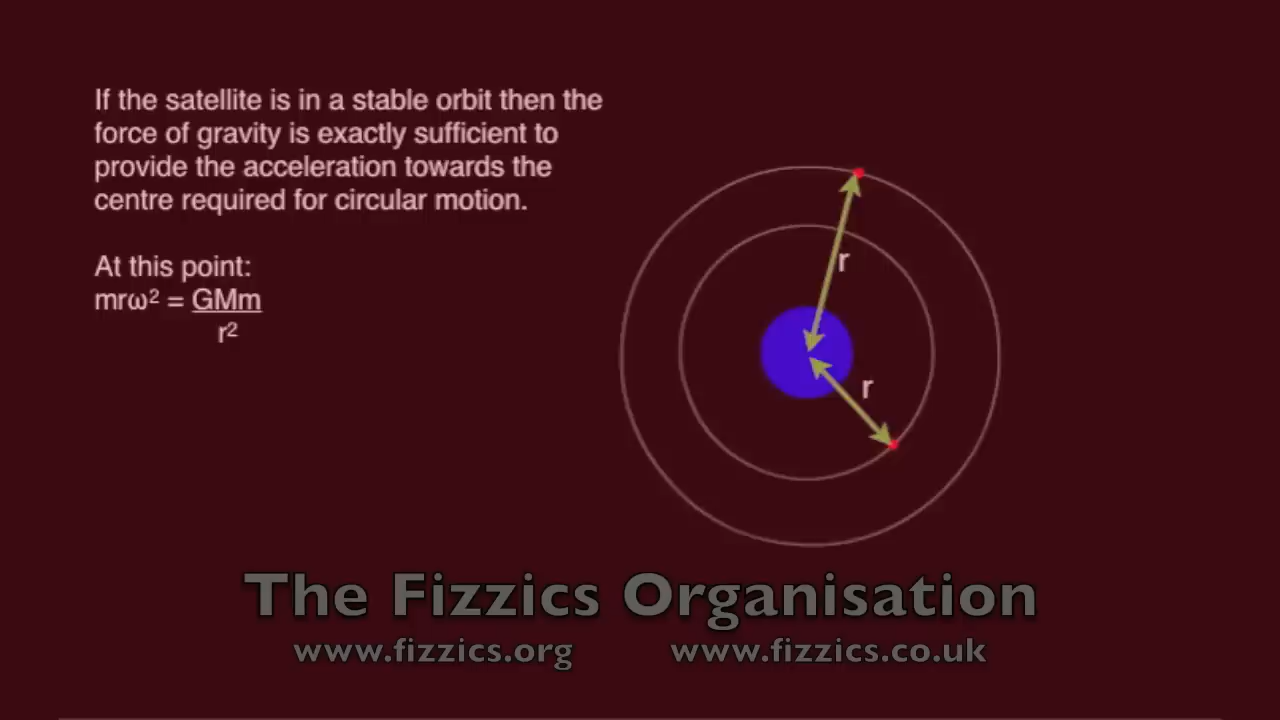 If the satellite is in a stable orbit then the
force of gravity is exactly sufficient to
provide the acceleration towards the
centre required for circular motion.
At this point:
mrω² = GMm
r²
r
r
The Fizzics Organisation
www.fizzics.org www.fizzics.co.uk